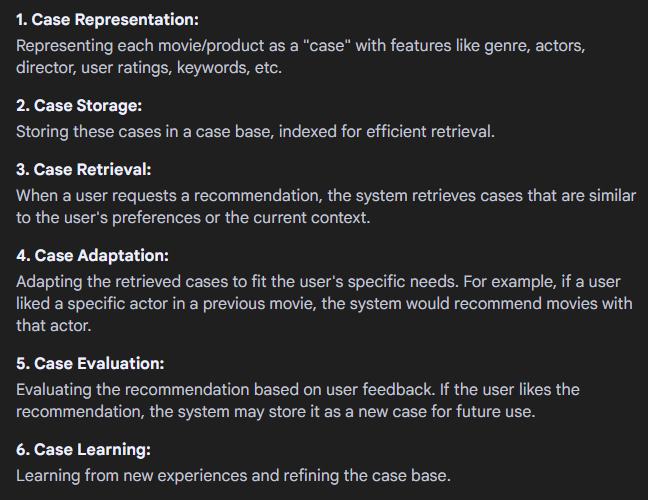 1. Case Representation:
Representing each movie/product as a "case" with features like genre, actors,
director, user ratings, keywords, etc.
2. Case Storage:
Storing these cases in a case base, indexed for efficient retrieval.
3. Case Retrieval:
When a user requests a recommendation, the system retrieves cases that are similar
to the user's preferences or the current context.
4. Case Adaptation:
Adapting the retrieved cases to fit the user's specific needs. For example, if a user
liked a specific actor in a previous movie, the system would recommend movies with
that actor.
5. Case Evaluation:
Evaluating the recommendation based on user feedback. If the user likes the
recommendation, the system may store it as a new case for future use.
6. Case Learning:
Learning from new experiences and refining the case base.